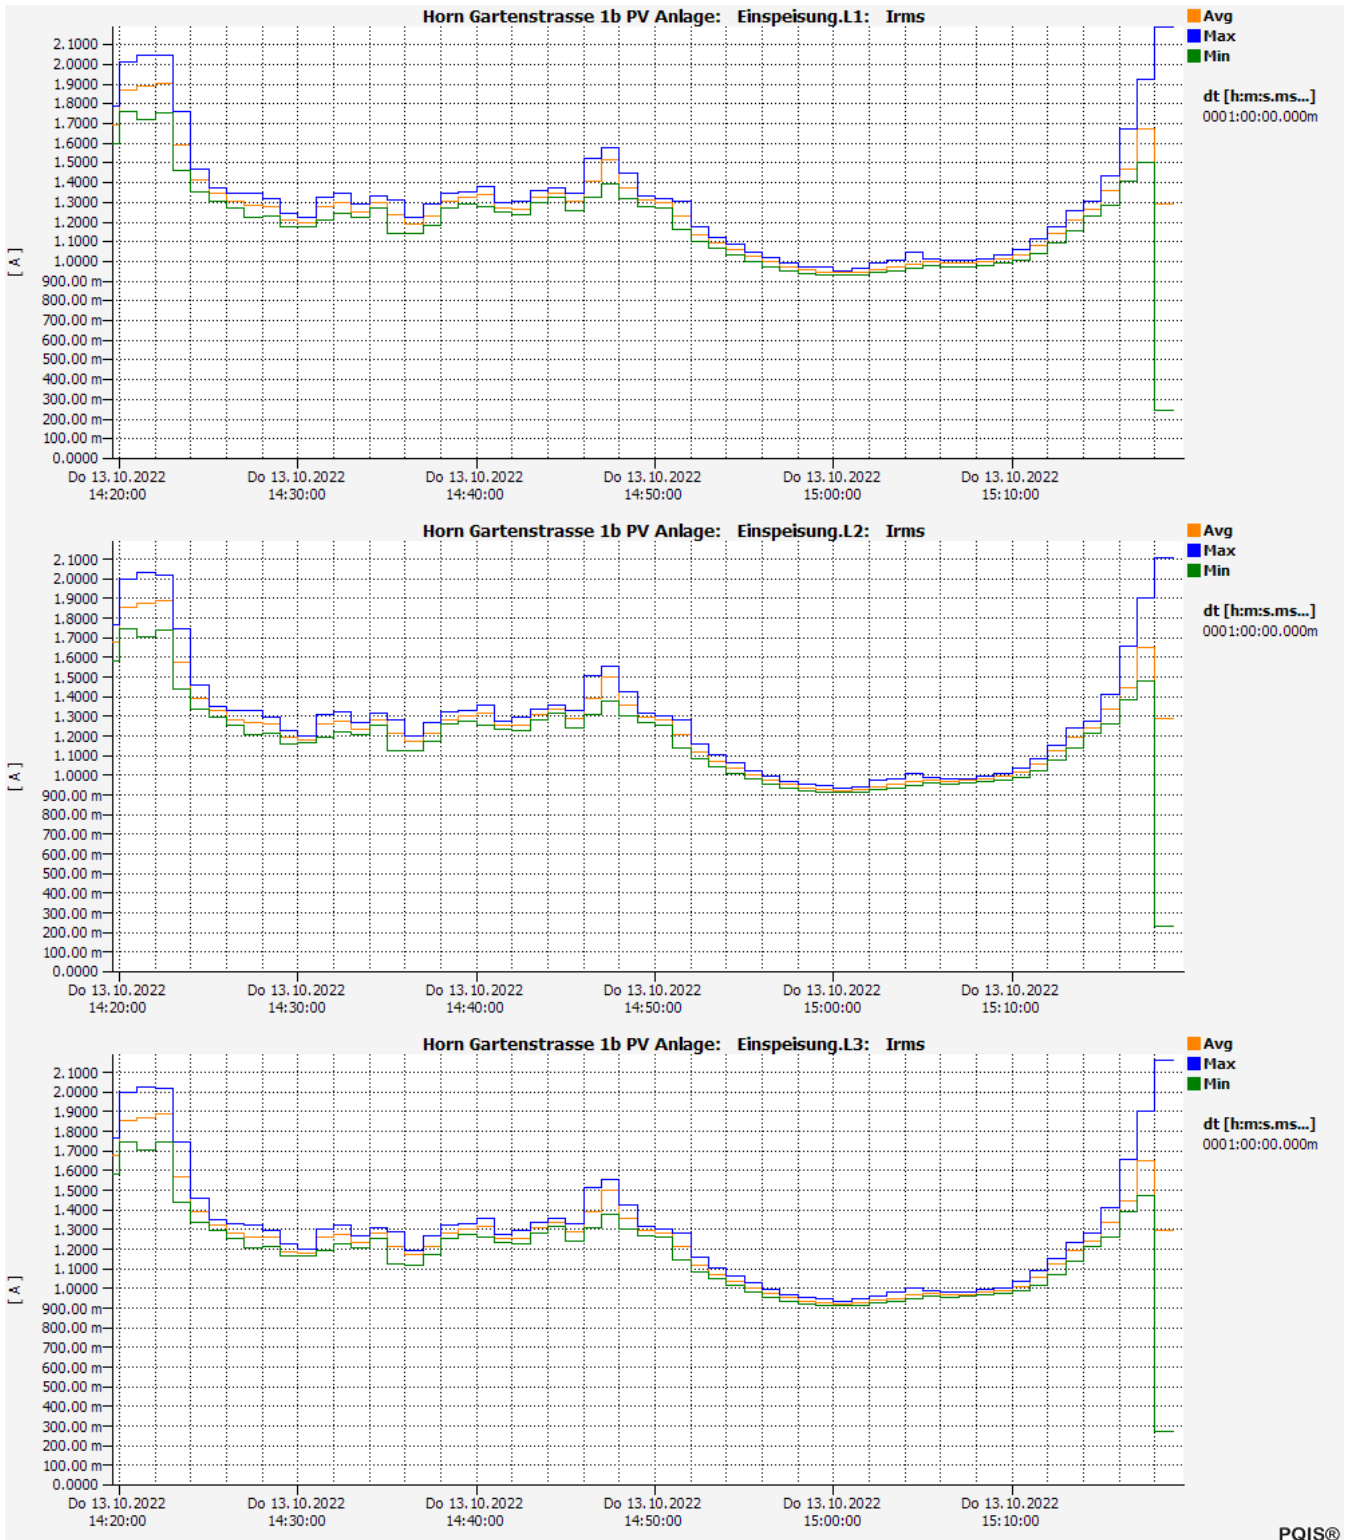 Horn Gartenstrasse 1b PV Anlage: Einspeisung.L1: Irms
Avg
Max
Min
dt [h:m:s.ms...]
0001:00:00.000m
2.1000
2.0000
1.9000
1.8000
1.7000
1.6000
1.5000
1.4000
1.3000
1.2000
1.1000
1.0000
900.00 m
800.00 m
700.00 m
600.00 m
500.00 m
400.00 m
300.00 m
200.00 m
100.00 m
0.0000
[ A ]
Do 13.10.2022 Do 13.10.2022 Do 13.10.2022 Do 13.10.2022 Do 13.10.2022 Do 13.10.2022
14:20:00 14:30:00 14:40:00 14:50:00 15:00:00 15:10:00
Horn Gartenstrasse 1b PV Anlage: Einspeisung.L2: Irms
Avg
Max
Min
dt [h:m:s.ms...]
0001:00:00.000m
2.1000
2.0000
1.9000
1.8000
1.7000
1.6000
1.5000
1.4000
1.3000
1.2000
1.1000
1.0000
900.00 m
800.00 m
700.00 m
600.00 m
500.00 m
400.00 m
300.00 m
200.00 m
100.00 m
0.0000
[ A ]
Do 13.10.2022 Do 13.10.2022 Do 13.10.2022 Do 13.10.2022 Do 13.10.2022 Do 13.10.2022
14:20:00 14:30:00 14:40:00 14:50:00 15:00:00 15:10:00
Horn Gartenstrasse 1b PV Anlage: Einspeisung.L3: Irms
Avg
Max
Min
dt [h:m:s.ms...]
0001:00:00.000m
2.1000
2.0000
1.9000
1.8000
1.7000
1.6000
1.5000
1.4000
1.3000
1.2000
1.1000
1.0000
900.00 m
800.00 m
700.00 m
600.00 m
500.00 m
400.00 m
300.00 m
200.00 m
100.00 m
0.0000
[ A ]
Do 13.10.2022 Do 13.10.2022 Do 13.10.2022 Do 13.10.2022 Do 13.10.2022 Do 13.10.2022
14:20:00 14:30:00 14:40:00 14:50:00 15:00:00 15:10:00
PQIS®